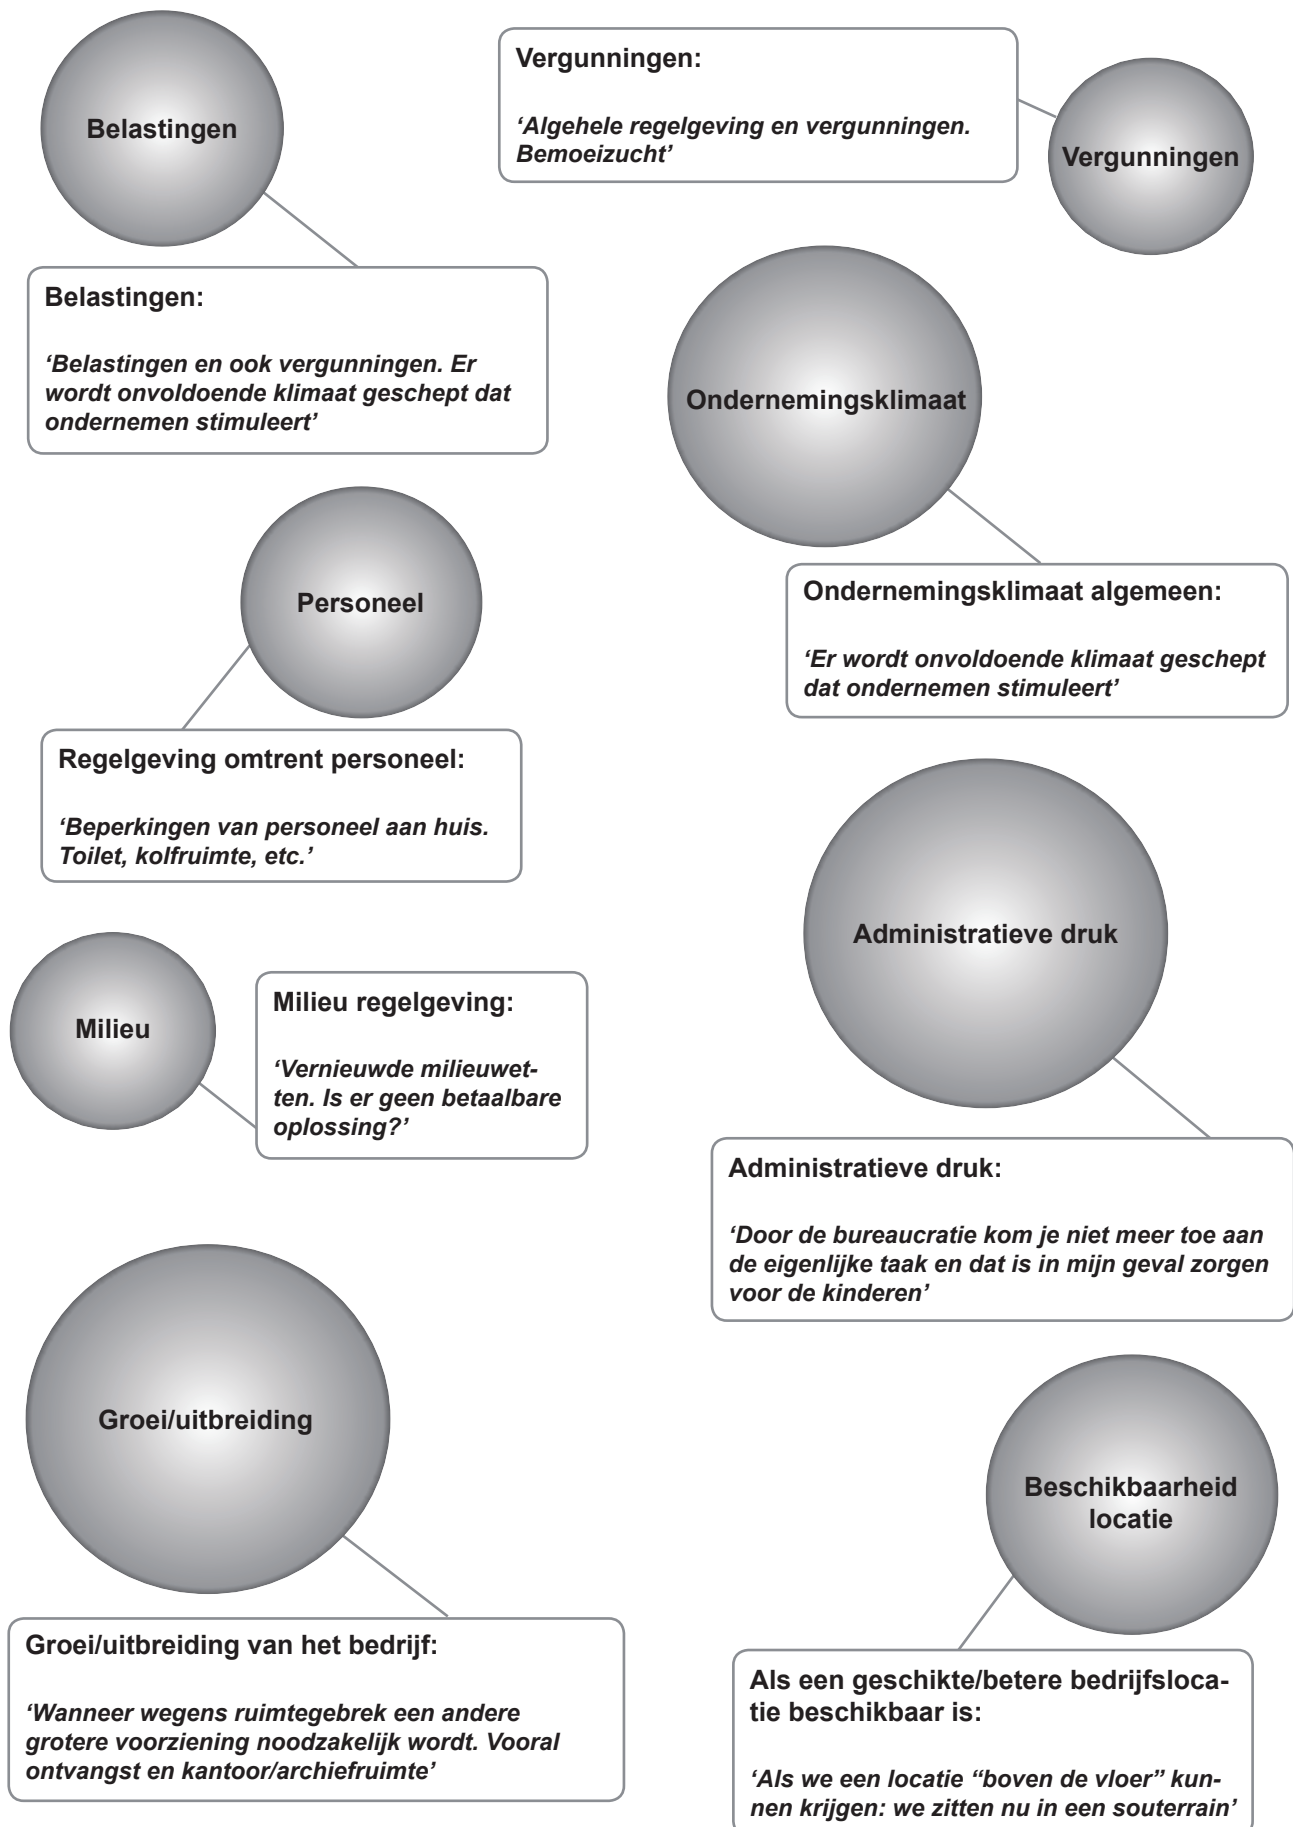 Belastingen
Vergunningen:
‘Algehele regelgeving en vergunningen.
Bemoeizucht’
Vergunningen
Belastingen:
‘Belastingen en ook vergunningen. Er
wordt onvoldoende klimaat geschept dat
ondernemen stimuleert’
Ondernemingsklimaat
Ondernemingsklimaat algemeen:
‘Er wordt onvoldoende klimaat geschept
dat ondernemen stimuleert’
Personeel
Regelgeving omtrent personeel:
‘Beperkingen van personeel aan huis.
Toilet, kolfruimte, etc.’
Administratieve druk
Administratieve druk:
‘Door de bureaucratie kom je niet meer toe aan
de eigenlijke taak en dat is in mijn geval zorgen
voor de kinderen’
Milieu
Milieu regelgeving:
‘Vernieuwde milieuwet-
ten. Is er geen betaalbare
oplossing?’
Groei/uitbreiding
Groei/uitbreiding van het bedrijf:
‘Wanneer wegens ruimtegebrek een andere
grotere voorziening noodzakelijk wordt. Vooral
ontvangst en kantoor/archiefruimte’
Beschikbaarheid
locatie
Als een geschikte/betere bedrijfsloca-
tie beschikbaar is:
‘Als we een locatie “boven de vloer” kun-
nen krijgen: we zitten nu in een souterrain’